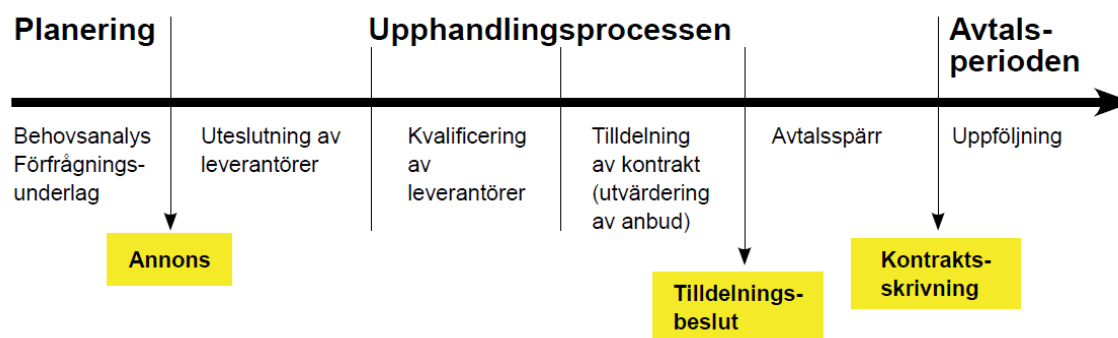 Planering
Upphandlingsprocessen
Avtals-
perioden
Behovsanalys
Förfrågnings-
underlag
Uteslutning av
leverantörer
Kvalificering
av
leverantörer
Tilldelning
av kontrakt
(utvärdering
av anbud)
Avtalsspärr
Uppföljning
Annons
Tilldelnings-
beslut
Kontrakts-
skrivning